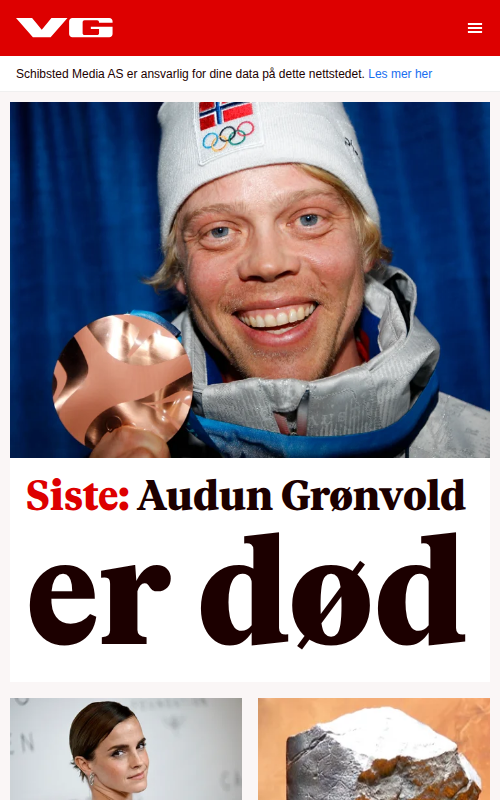 VG
Schibsted Media AS er ansvarlig for dine data på dette nettstedet. Les mer her
Siste: Audun Grønvold
er død